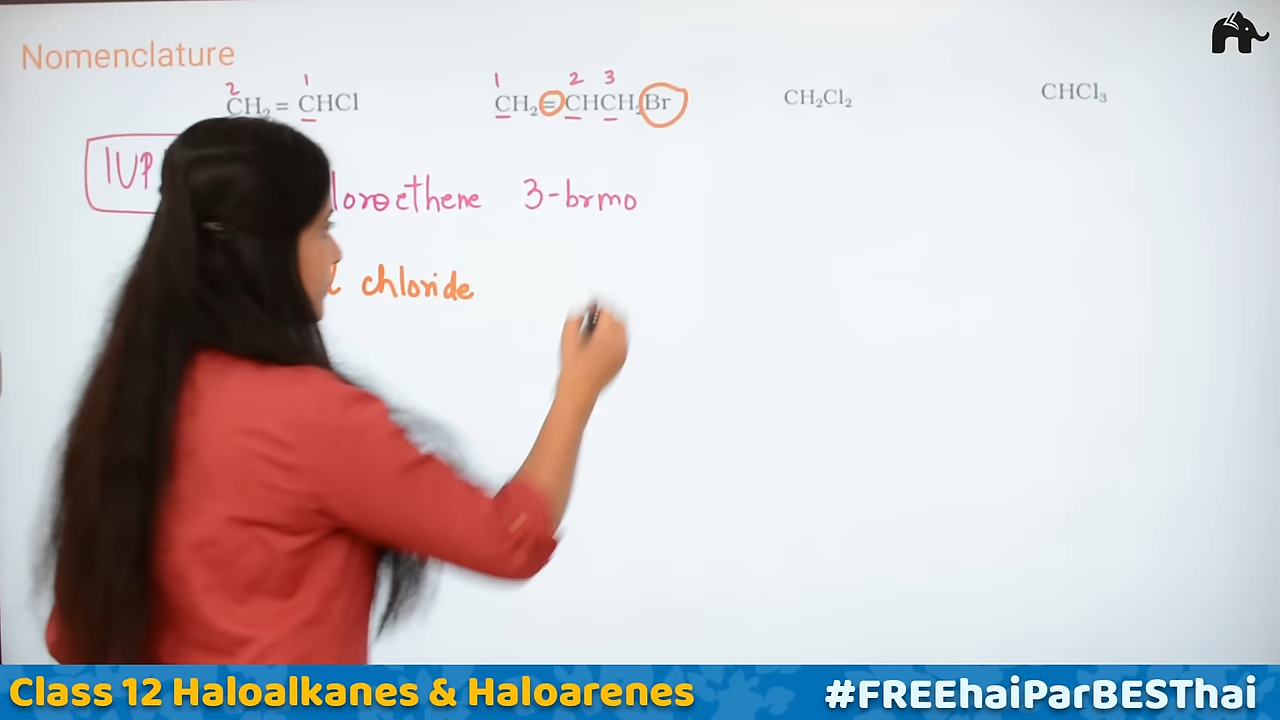 Nomenclature
2 1 1 2 3
CH₂ = CHCl CH₂=CHCH₂Br CH₂Cl₂ CHCl₃
IUP loroethene 3-brmo
chloride
Class 12 Haloalkanes & Haloarenes #FREEhaiParBESThai